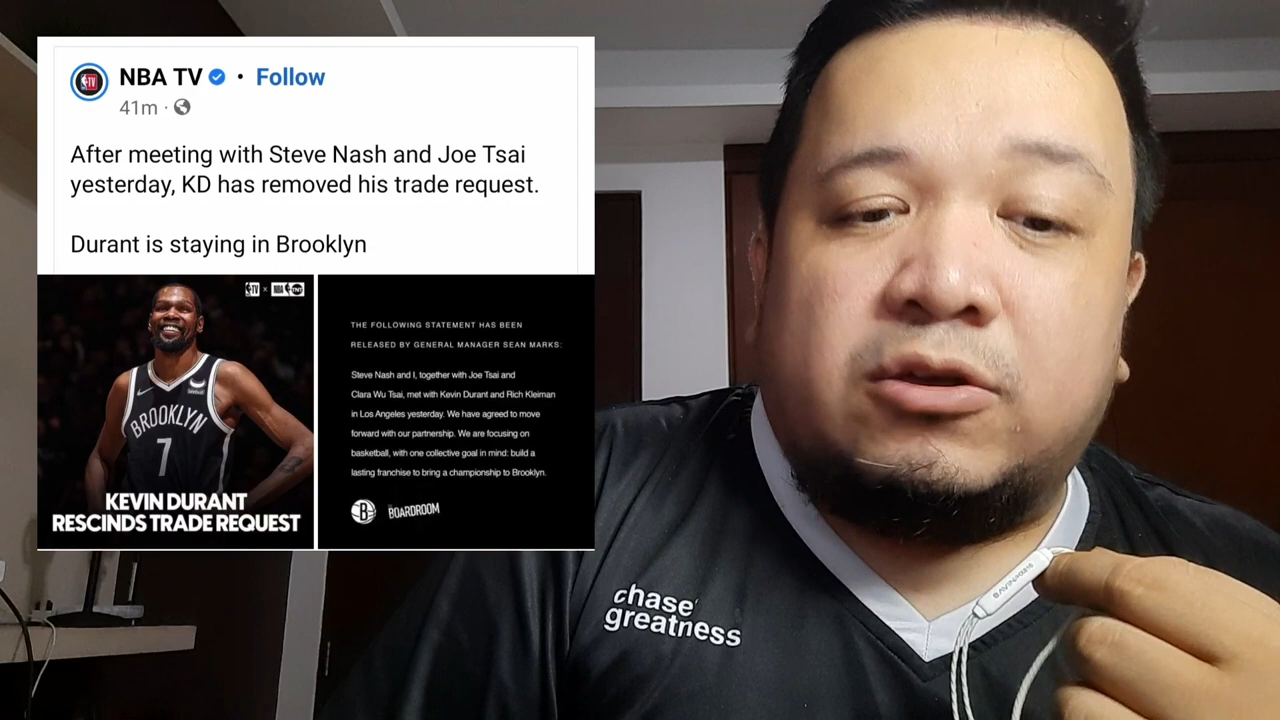 NBA TV • Follow
41m ·
After meeting with Steve Nash and Joe Tsai
yesterday, KD has removed his trade request.
Durant is staying in Brooklyn
BROOKLYN
7
KEVIN DURANT
RESCINDS TRADE REQUEST
THE FOLLOWING STATEMENT HAS BEEN
RELEASED BY GENERAL MANAGER SEAN MARKS:
Steve Nash and I, together with Joe Tsai and
Clara Wu Tsai, met with Kevin Durant and Rich Kleiman
in Los Angeles yesterday. We have agreed to move
forward with our partnership. We are focusing on
basketball, with one collective goal in mind: build a
lasting franchise to bring a championship to Brooklyn.
B
BOARDROOM
chase
greatness